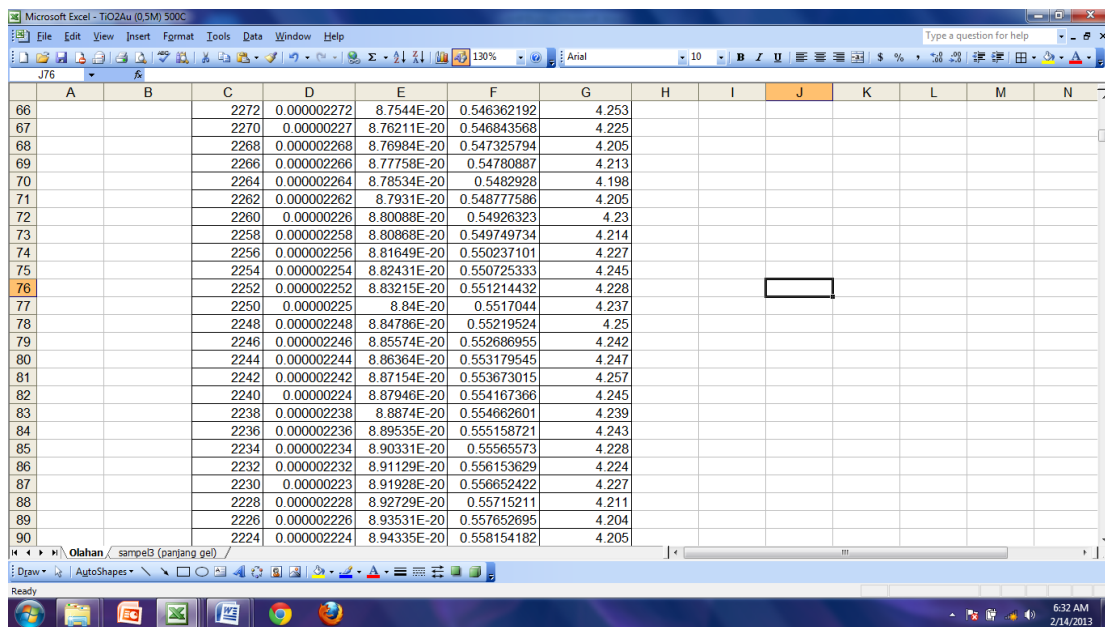 Microsoft Excel - TiO2Au (0,5M) 500C
File Edit View Insert Format Tools Data Window Help
Type a question for help
130% Arial 10 B I U $ % ,
J76 fx
A B C D E F G H I J K L M N
66 2272 0.000002272 8.7544E-20 0.546362192 4.253
67 2270 0.00000227 8.76211E-20 0.546843568 4.225
68 2268 0.000002268 8.76984E-20 0.547325794 4.205
69 2266 0.000002266 8.77758E-20 0.54780887 4.213
70 2264 0.000002264 8.78534E-20 0.5482928 4.198
71 2262 0.000002262 8.7931E-20 0.548777586 4.205
72 2260 0.00000226 8.80088E-20 0.54926323 4.23
73 2258 0.000002258 8.80868E-20 0.549749734 4.214
74 2256 0.000002256 8.81649E-20 0.550237101 4.227
75 2254 0.000002254 8.82431E-20 0.550725333 4.245
76 2252 0.000002252 8.83215E-20 0.551214432 4.228
77 2250 0.00000225 8.84E-20 0.5517044 4.237
78 2248 0.000002248 8.84786E-20 0.55219524 4.25
79 2246 0.000002246 8.85574E-20 0.552686955 4.242
80 2244 0.000002244 8.86364E-20 0.553179545 4.247
81 2242 0.000002242 8.87154E-20 0.553673015 4.257
82 2240 0.00000224 8.87946E-20 0.554167366 4.245
83 2238 0.000002238 8.8874E-20 0.554662601 4.239
84 2236 0.000002236 8.89535E-20 0.555158721 4.243
85 2234 0.000002234 8.90331E-20 0.55565573 4.228
86 2232 0.000002232 8.91129E-20 0.556153629 4.224
87 2230 0.00000223 8.91928E-20 0.556652422 4.227
88 2228 0.000002228 8.92729E-20 0.55715211 4.211
89 2226 0.000002226 8.93531E-20 0.557652695 4.204
90 2224 0.000002224 8.94335E-20 0.558154182 4.205
Olahan sampel3 (panjang gel)
Draw AutoShapes
Ready
6:32 AM
2/14/2013